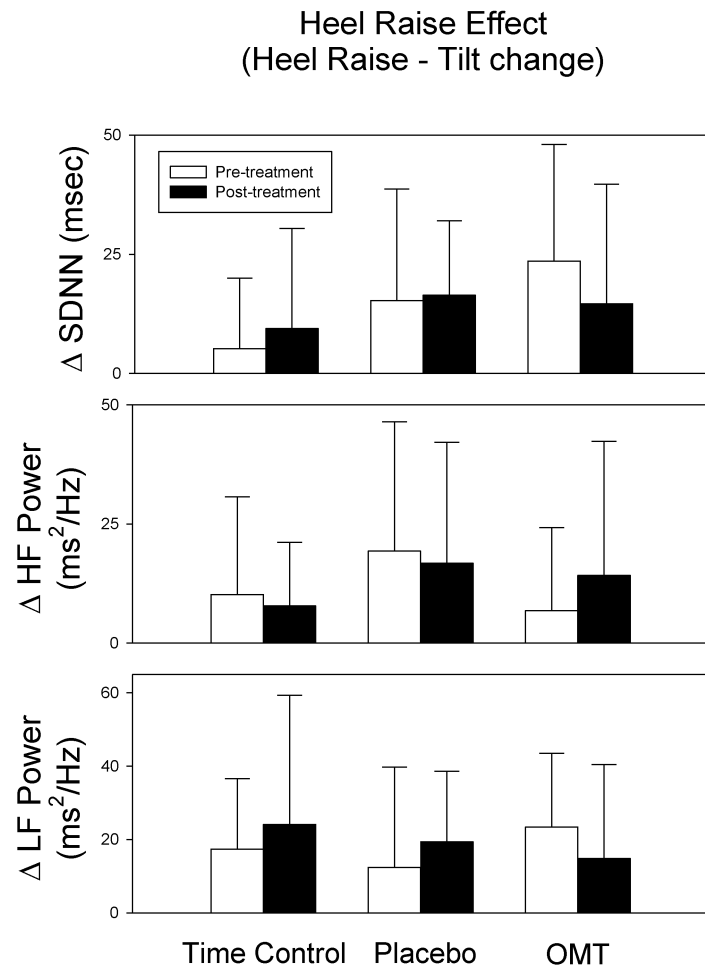 Heel Raise Effect
(Heel Raise - Tilt change)
Δ SDNN (msec)
50
25
0
Pre-treatment
Post-treatment
Δ HF Power
(ms²/Hz)
50
25
0
Δ LF Power
(ms²/Hz)
60
40
20
0
Time Control Placebo OMT